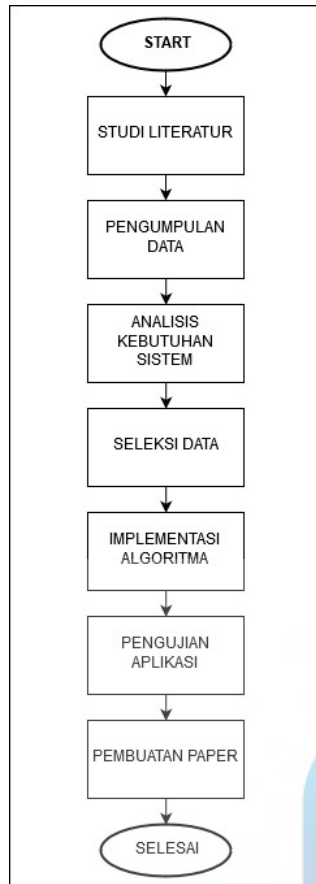 START
STUDI LITERATUR
PENGUMPULAN
DATA
ANALISIS
KEBUTUHAN
SISTEM
SELEKSI DATA
IMPLEMENTASI
ALGORITMA
PENGUJIAN
APLIKASI
PEMBUATAN PAPER
SELESAI